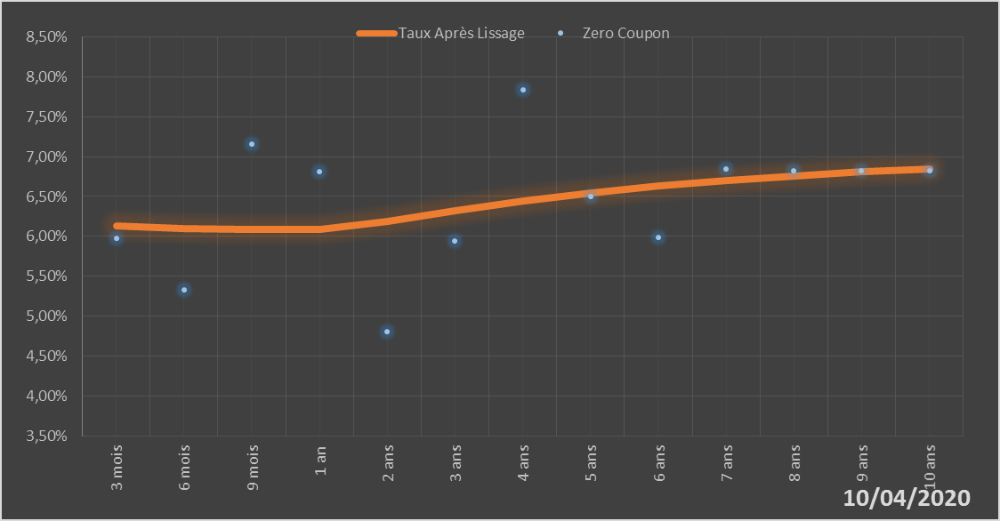 Taux Après Lissage
Zero Coupon
8,50%
8,00%
7,50%
7,00%
6,50%
6,00%
5,50%
5,00%
4,50%
4,00%
3,50%
3 mois
6 mois
9 mois
1 an
2 ans
3 ans
4 ans
5 ans
6 ans
7 ans
8 ans
9 ans
10 ans
10/04/2020